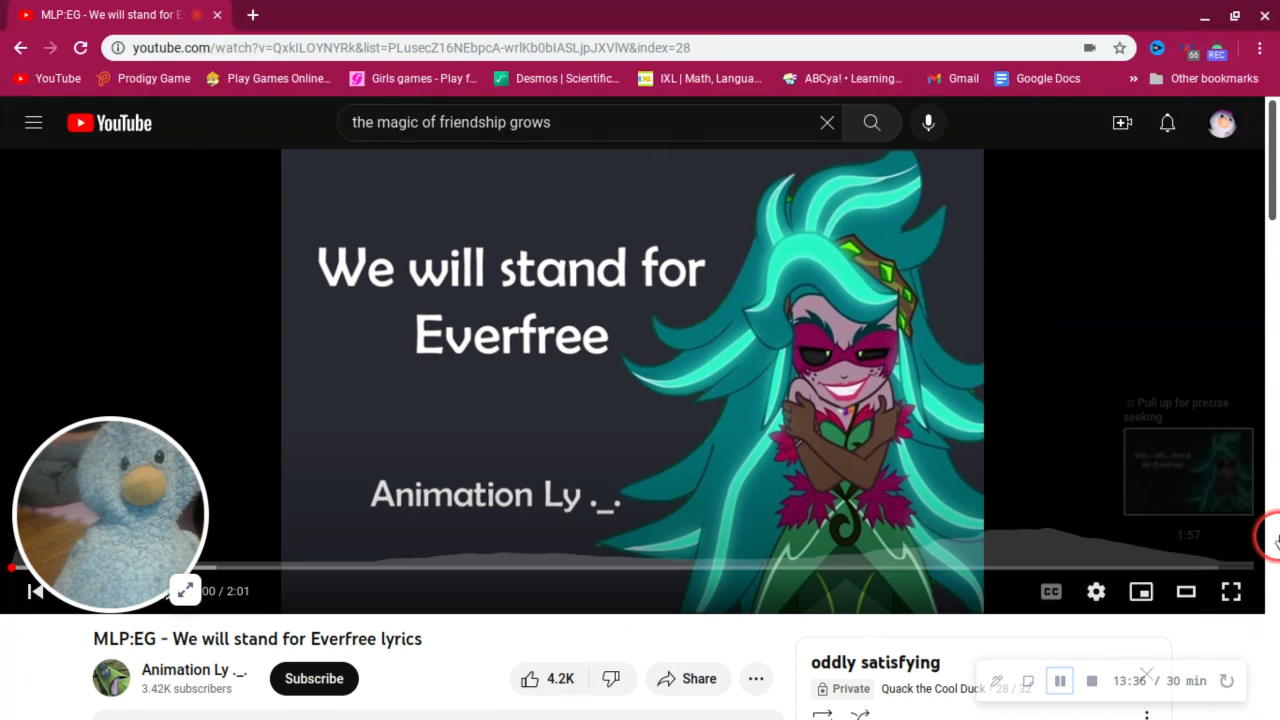 MLP:EG - We will stand for E
youtube.com/watch?v=QxkILOYNYRk&list=PLusecZ16NEbpcA-wrlKb0bIASLjpJXVlW&index=28
66
REC
YouTube
Prodigy Game
Play Games Online...
Girls games - Play f...
Desmos | Scientific...
IXL | Math, Langua...
ABCya! • Learning...
Gmail
Google Docs
»
Other bookmarks
YouTube
the magic of friendship grows
We will stand for
Everfree
Animation Ly ._.
Pull up for precise
seeking
1:57
00 / 2:01
CC
MLP:EG - We will stand for Everfree lyrics
Animation Ly ._.
3.42K subscribers
Subscribe
4.2K
Share
oddly satisfying
Private
Quack the Cool Duck - 28 / 32
13:36 / 30 min